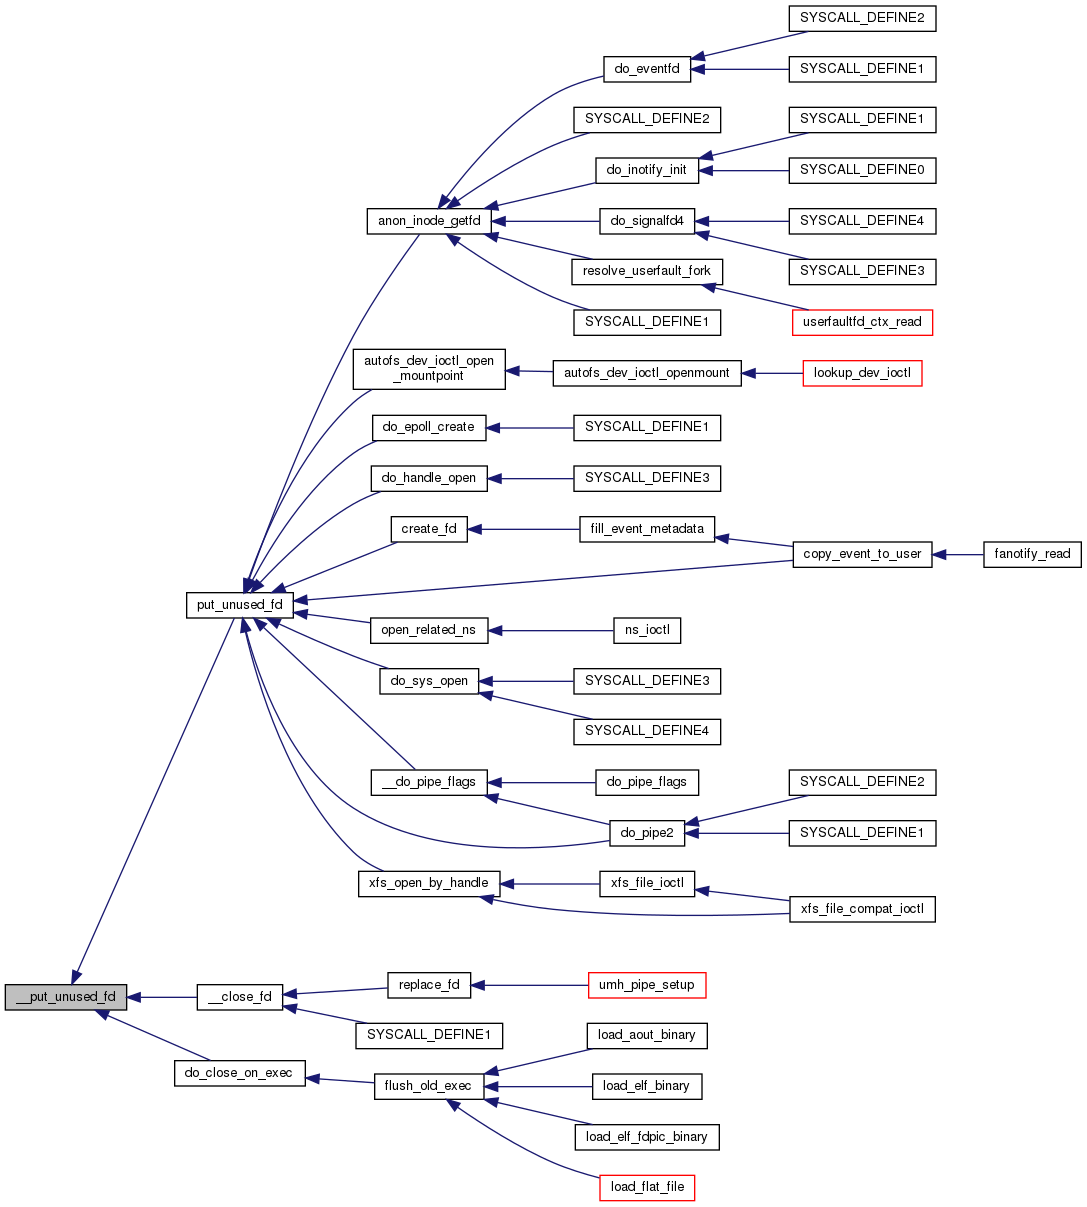 SYSCALL_DEFINE2
do_eventfd
SYSCALL_DEFINE1
SYSCALL_DEFINE2
SYSCALL_DEFINE1
do_inotify_init
SYSCALL_DEFINE0
anon_inode_getfd
do_signalfd4
SYSCALL_DEFINE4
resolve_userfault_fork
SYSCALL_DEFINE3
SYSCALL_DEFINE1
userfaultfd_ctx_read
autofs_dev_ioctl_open
_mountpoint
autofs_dev_ioctl_openmount
lookup_dev_ioctl
do_epoll_create
SYSCALL_DEFINE1
do_handle_open
SYSCALL_DEFINE3
create_fd
fill_event_metadata
copy_event_to_user
fanotify_read
put_unused_fd
open_related_ns
ns_ioctl
do_sys_open
SYSCALL_DEFINE3
SYSCALL_DEFINE4
__do_pipe_flags
do_pipe_flags
SYSCALL_DEFINE2
do_pipe2
SYSCALL_DEFINE1
xfs_open_by_handle
xfs_file_ioctl
xfs_file_compat_ioctl
__put_unused_fd
__close_fd
replace_fd
umh_pipe_setup
SYSCALL_DEFINE1
load_aout_binary
do_close_on_exec
flush_old_exec
load_elf_binary
load_elf_fdpic_binary
load_flat_file